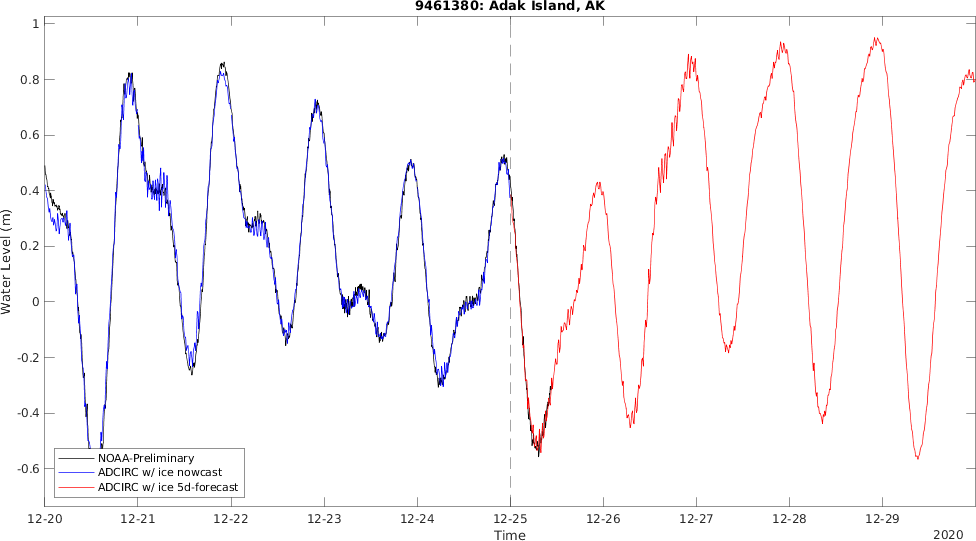 9461380: Adak Island, AK
Water Level (m)
1
0.8
0.6
0.4
0.2
0
-0.2
-0.4
-0.6
NOAA-Preliminary
ADCIRC w/ ice nowcast
ADCIRC w/ ice 5d-forecast
12-20 12-21 12-22 12-23 12-24 12-25 12-26 12-27 12-28 12-29
Time
2020